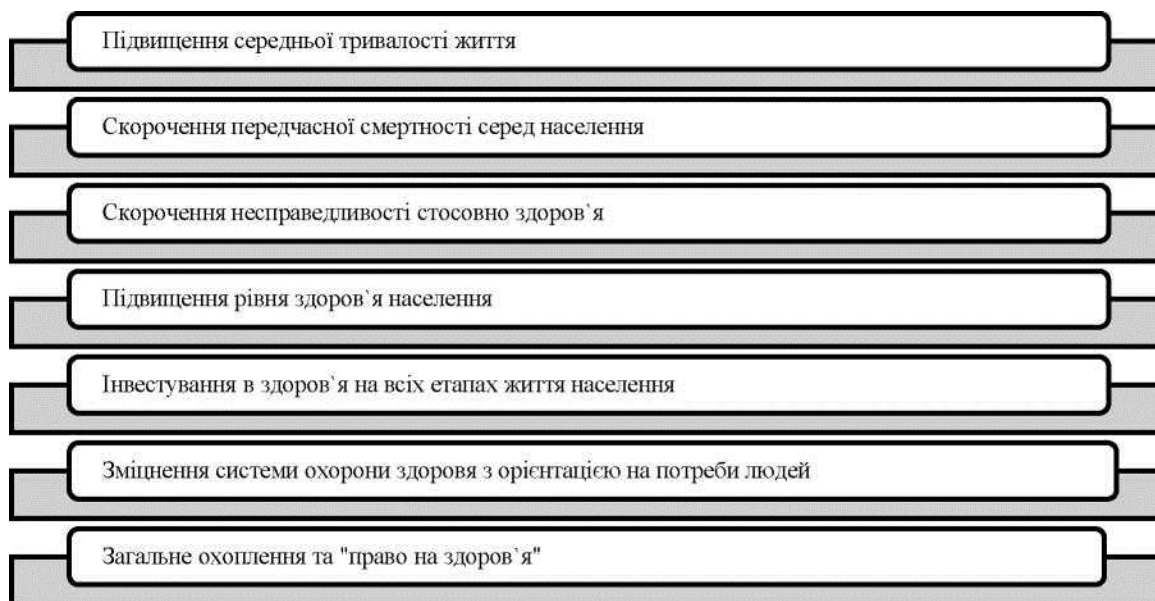 Підвищення середньої тривалості життя
Скорочення передчасної смертності серед населення
Скорочення несправедливості стосовно здоров`я
Підвищення рівня здоров`я населення
Інвестування в здоров`я на всіх етапах життя населення
Зміцнення системи охорони здоровя з орієнтацією на потреби людей
Загальне охоплення та "право на здоров`я"